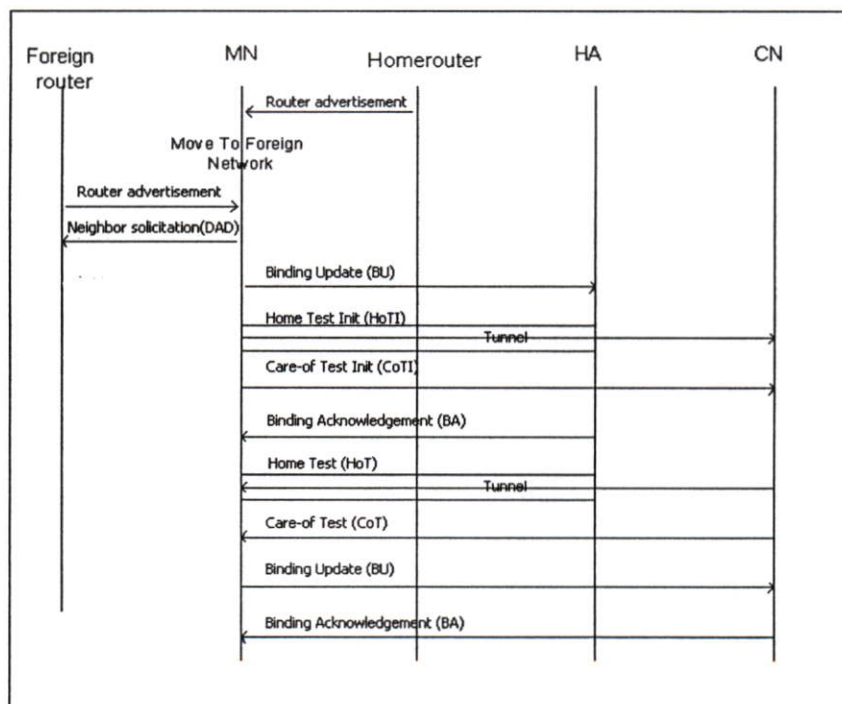 Foreign
router
MN
Homerouter
HA
CN
Router advertisement
Move To Foreign
Network
Router advertisement
Neighbor solicitation(DAD)
Binding Update (BU)
Home Test Init (HoTI)
Tunnel
Care-of Test Init (CoTI)
Binding Acknowledgement (BA)
Home Test (HoT)
Tunnel
Care-of Test (CoT)
Binding Update (BU)
Binding Acknowledgement (BA)